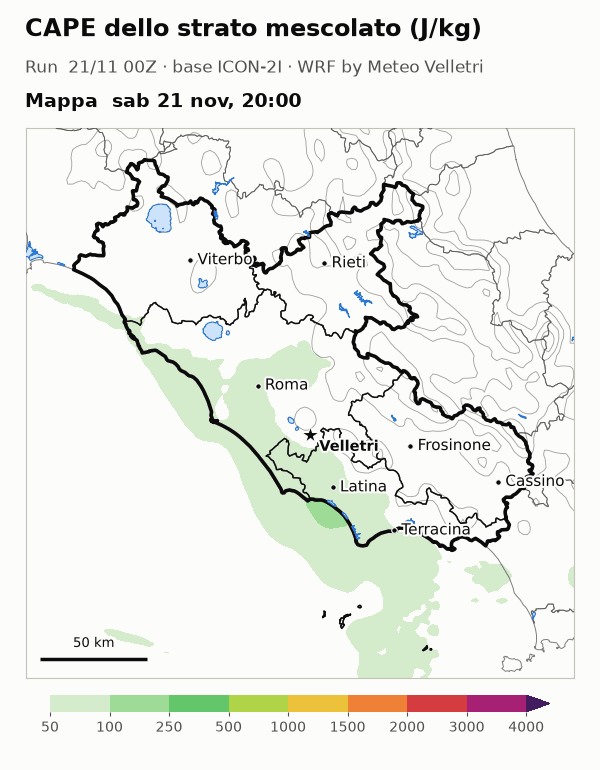 CAPE dello strato mescolato (J/kg)
Run  21/11 00Z · base ICON-2I · WRF by Meteo Velletri
Mappa  sab 21 nov, 20:00
Viterbo
Rieti
Roma
Velletri
Frosinone
Cassino
Latina
Terracina
50 km
50 100 250 500 1000 1500 2000 3000 4000